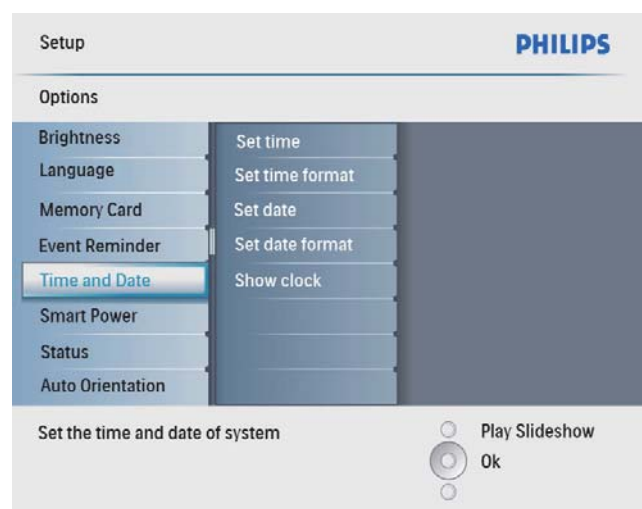 Setup
PHILIPS
Options
Brightness
Language
Memory Card
Event Reminder
Time and Date
Smart Power
Status
Auto Orientation
Set time
Set time format
Set date
Set date format
Show clock
Set the time and date of system
Play Slideshow
Ok